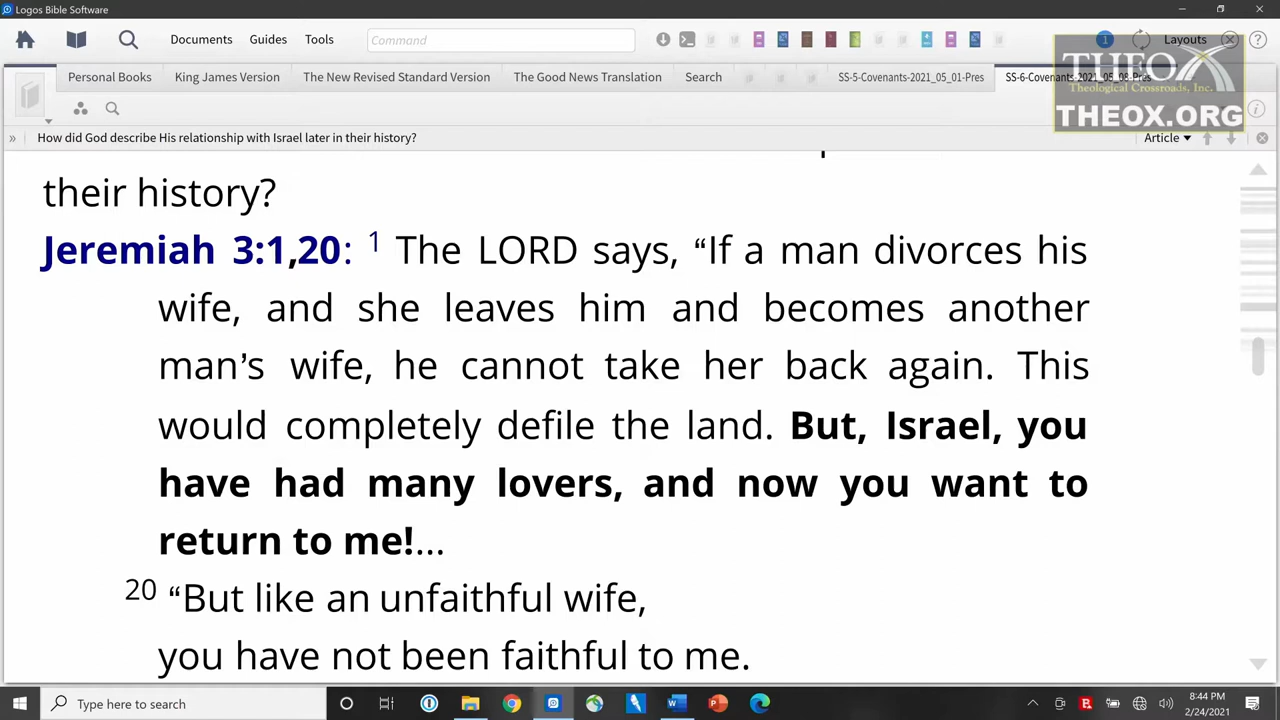 Logos Bible Software
Documents Guides Tools Command Layouts
Personal Books King James Version The New Revised Standard Version The Good News Translation Search SS-5-Covenants-2021_05_01-Pres SS-6-Covenants-2021_05_08-Pres
THEOX
Theological Crossroads, Inc.
THEOX.ORG
How did God describe His relationship with Israel later in their history? Article
their history?
Jeremiah 3:1,20: 1 The LORD says, “If a man divorces his
wife, and she leaves him and becomes another
man’s wife, he cannot take her back again. This
would completely defile the land. But, Israel, you
have had many lovers, and now you want to
return to me!...
20 “But like an unfaithful wife,
you have not been faithful to me.
Type here to search
8:44 PM
2/24/2021